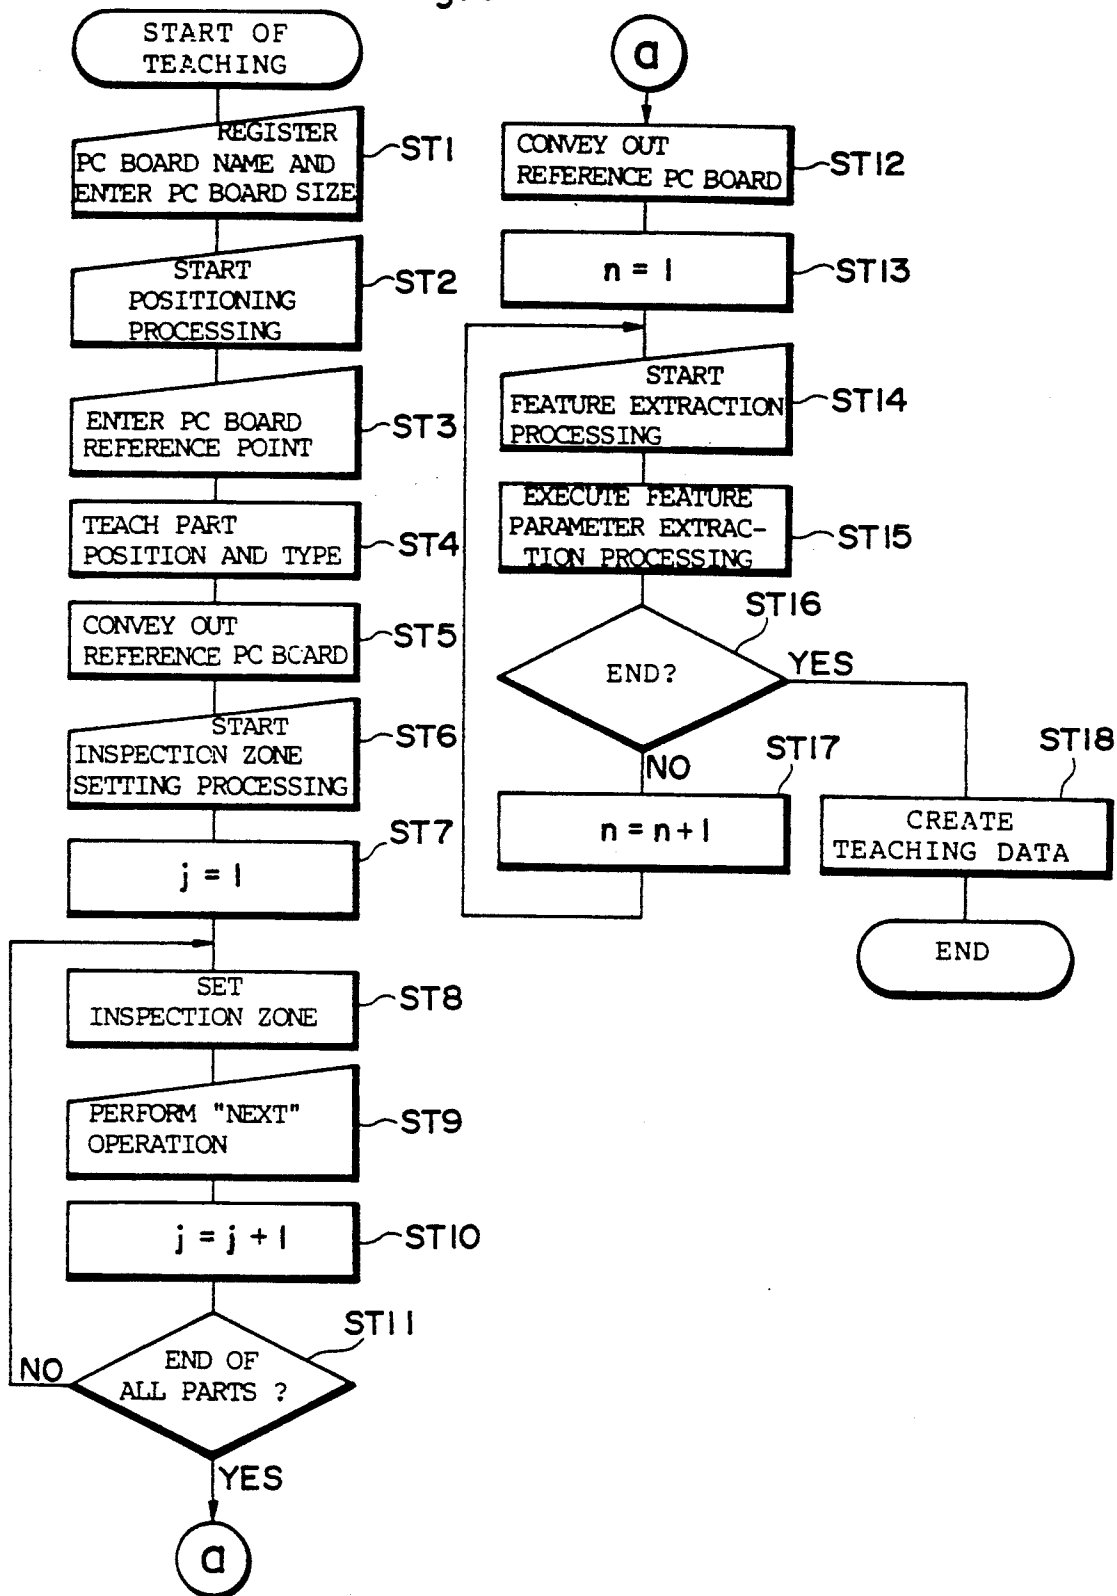 START OF
TEACHING
REGISTER
PC BOARD NAME AND
ENTER PC BOARD SIZE
ST1
START
POSITIONING
PROCESSING
ST2
ENTER PC BOARD
REFERENCE POINT
ST3
TEACH PART
POSITION AND TYPE
ST4
CONVEY OUT
REFERENCE PC BOARD
ST5
START
INSPECTION ZONE
SETTING PROCESSING
ST6
j = 1
ST7
SET
INSPECTION ZONE
ST8
PERFORM "NEXT"
OPERATION
ST9
j = j + 1
ST10
END OF
ALL PARTS ?
ST11
NO
YES
a
a
CONVEY OUT
REFERENCE PC BOARD
ST12
n = 1
ST13
START
FEATURE EXTRACTION
PROCESSING
ST14
EXECUTE FEATURE
PARAMETER EXTRAC-
TION PROCESSING
ST15
END?
ST16
YES
NO
n = n+1
ST17
CREATE
TEACHING DATA
ST18
END